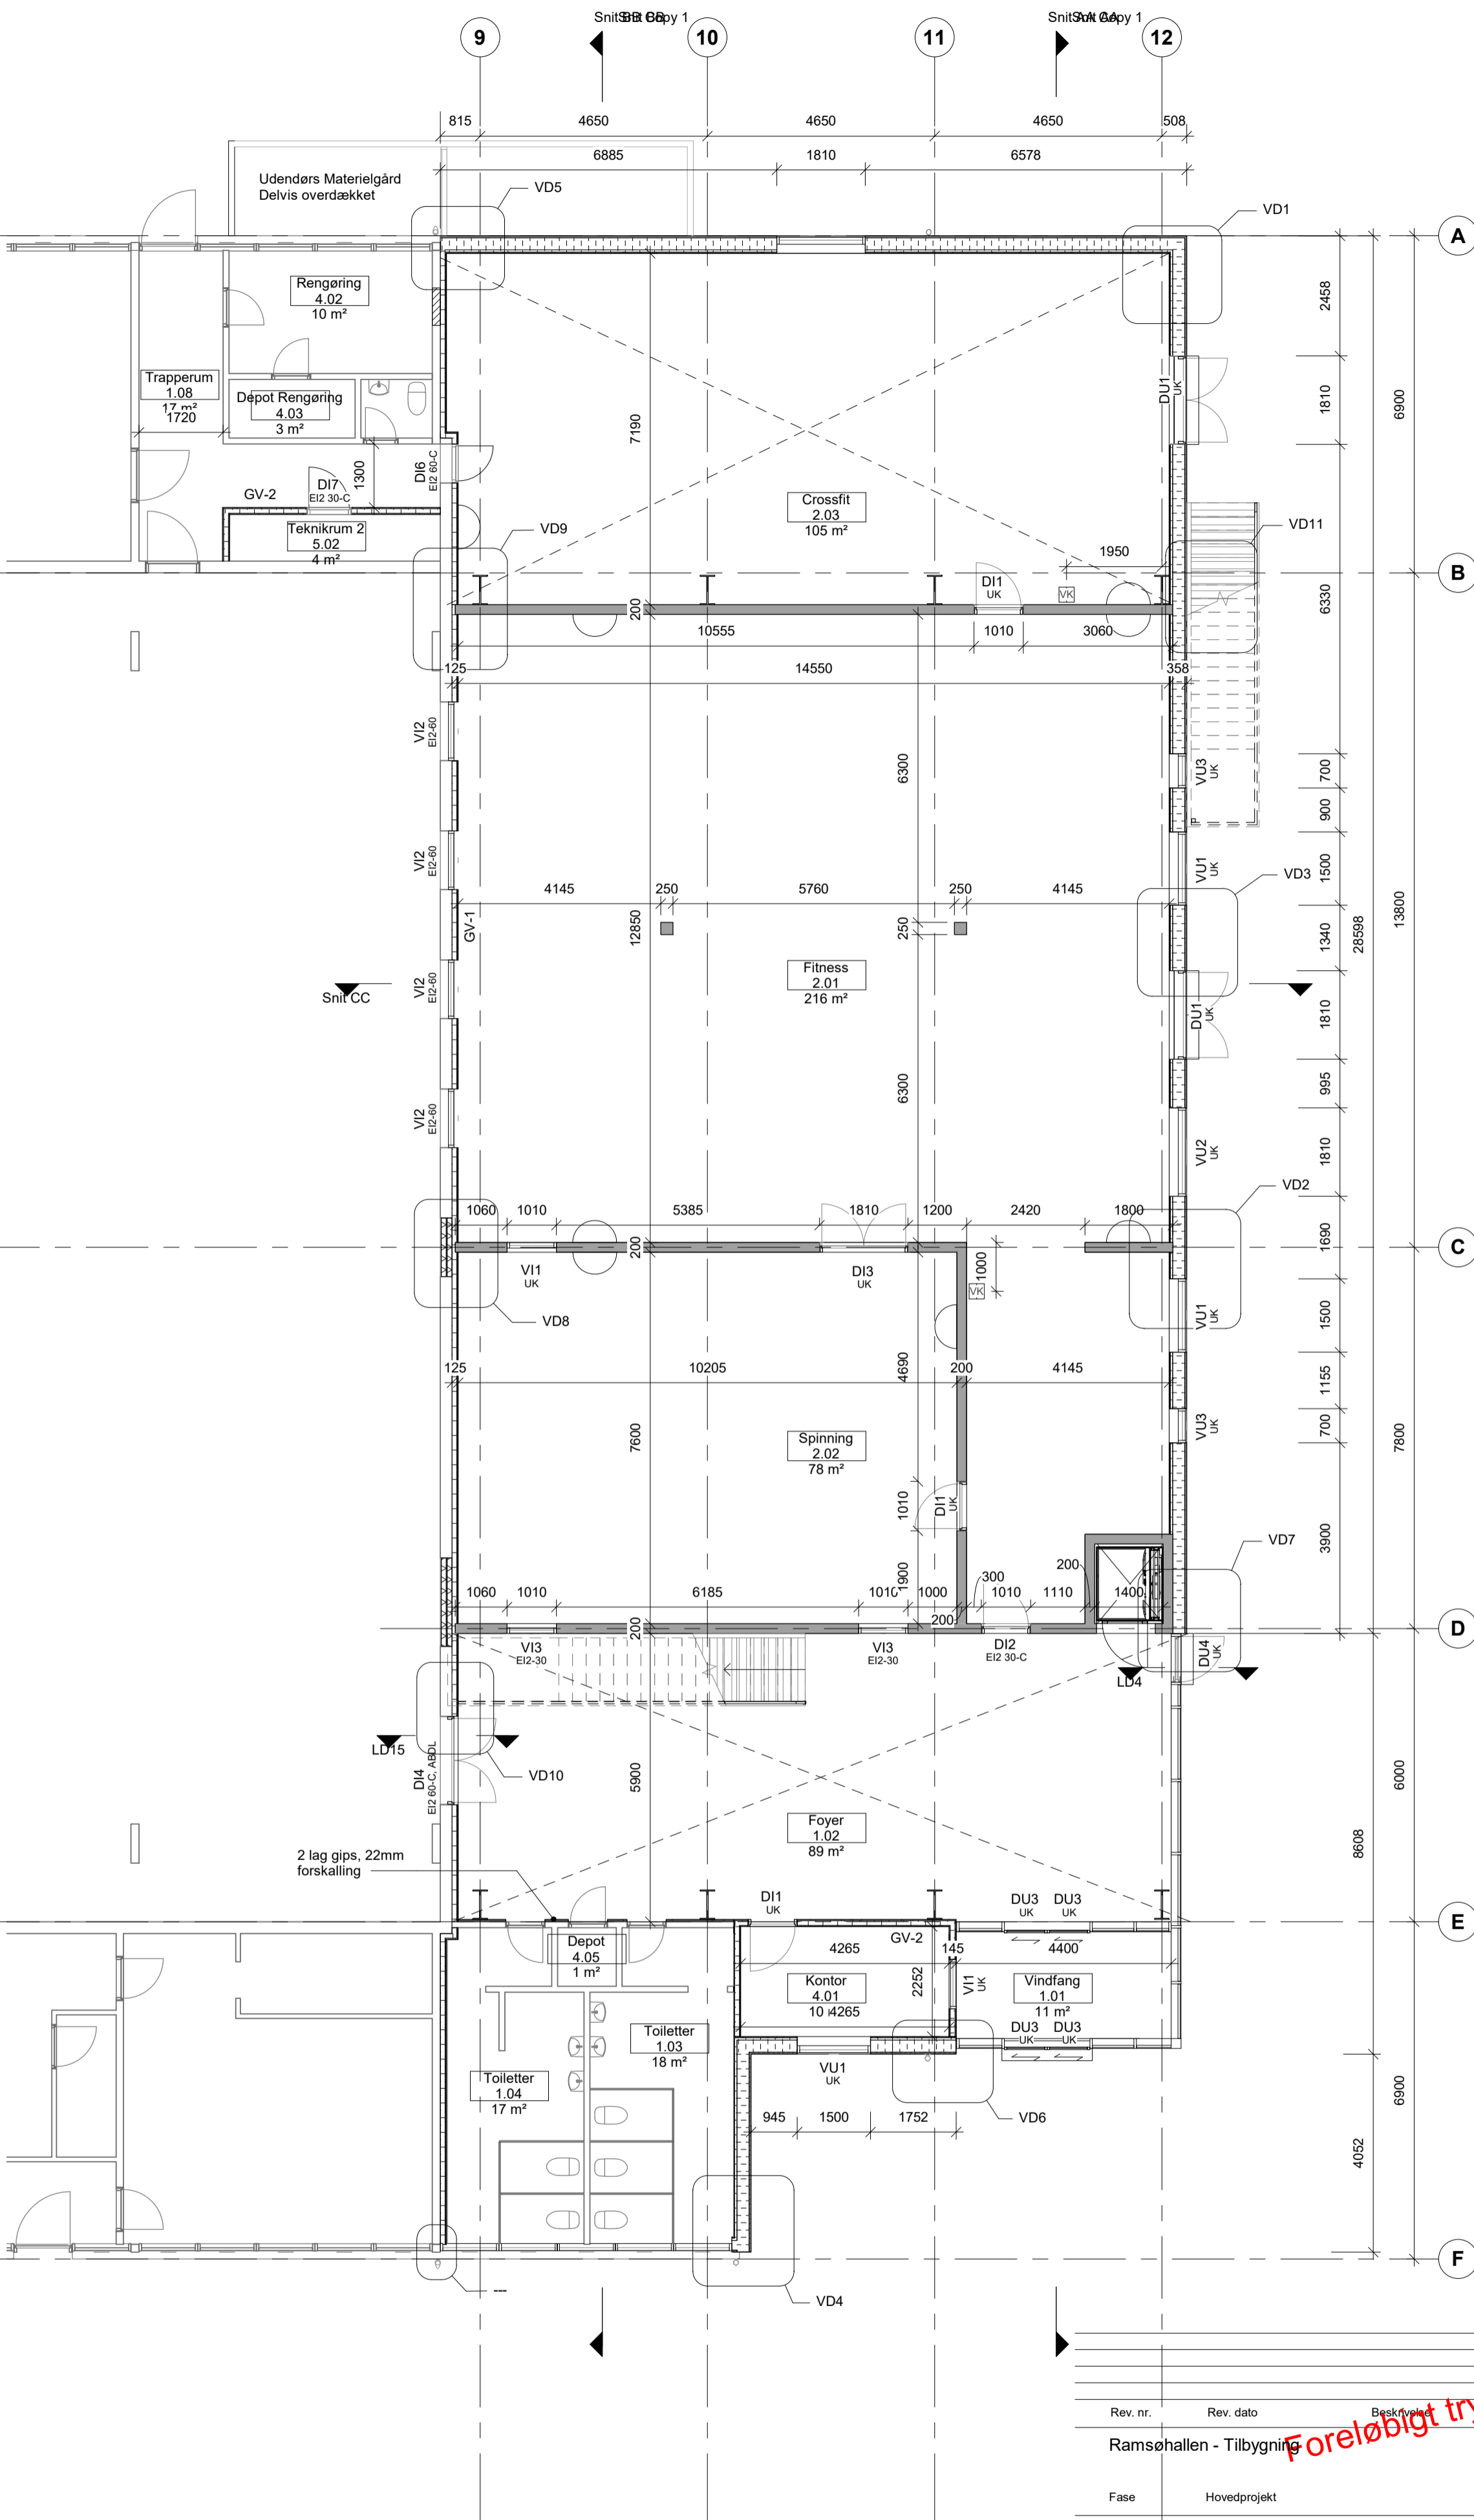 9
10
11
12
815
4650
4650
4650
508
6885
1810
6578
Udendørs Materielgård
Delvis overdækket
VD5
VD1
A
Rengøring
4.02
10 m²
2458
Trapperum
1.08
17 m²
1720
Depot Rengøring
4.03
3 m²
DU1
UK
1810
6900
7190
1300
DI6
EI2 60-C
GV-2
DI7
EI2 30-C
Teknikrum 2
5.02
4 m²
Crossfit
2.03
105 m²
VD9
VD11
1950
B
DI1
UK
VK
200
6330
10555
1010
3060
125
14550
358
VI2
EI2-60
6300
VU3
UK
700
900
VI2
EI2-60
VU1
UK
1500
VD3
4145
250
5760
250
4145
GV-1
12850
250
1340
28598
13800
Fitness
2.01
216 m²
VI2
EI2-60
Snit CC
DU1
UK
1810
6300
995
VI2
EI2-60
VU2
UK
1810
VD2
1060
1010
5385
1810
1200
2420
1800
200
1690
C
VI1
UK
DI3
UK
1000
VK
VD8
VU1
UK
1500
125
10205
4690
200
4145
1155
VU3
UK
700
7600
Spinning
2.02
78 m²
7800
1010
DI1
UK
3900
VD7
200
300
1060
1010
6185
1010
1900
1000
1010
1110
1400
200
200
D
VI3
EI2-30
VI3
EI2-30
DI2
EI2 30-C
DU4
UK
LD4
LD15
DI4
EI2 60-C, ABDL
VD10
5900
6000
Foyer
1.02
89 m²
8608
2 lag gips, 22mm
forskalling
DI1
UK
DU3
UK
DU3
UK
E
GV-2
Depot
4.05
1 m²
4265
145
4400
2252
VI1
UK
Kontor
4.01
10
4265
Vindfang
1.01
11 m²
DU3
UK
DU3
UK
Toiletter
1.03
18 m²
Toiletter
1.04
17 m²
VU1
UK
945
1500
1752
VD6
6900
4052
F
---
VD4
Rev. nr.
Rev. dato
Beskrivelse
Ramsøhallen - Tilbygning
Foreløbigt
Fase
Hovedprojekt